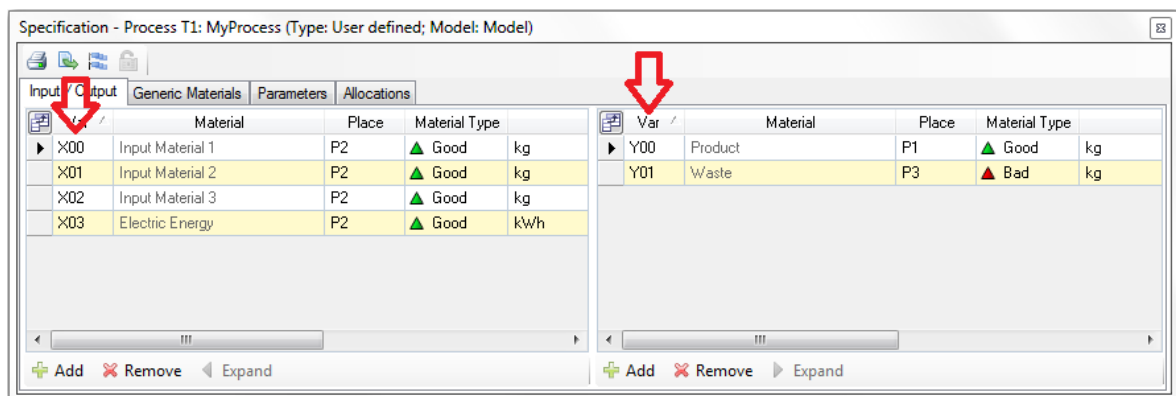 Specification - Process T1: MyProcess (Type: User defined; Model: Model)
Input / Output Generic Materials Parameters Allocations
Var Material Place Material Type
X00 Input Material 1 P2 Good kg
X01 Input Material 2 P2 Good kg
X02 Input Material 3 P2 Good kg
X03 Electric Energy P2 Good kWh
Add Remove Expand
Var Material Place Material Type
Y00 Product P1 Good kg
Y01 Waste P3 Bad kg
Add Remove Expand